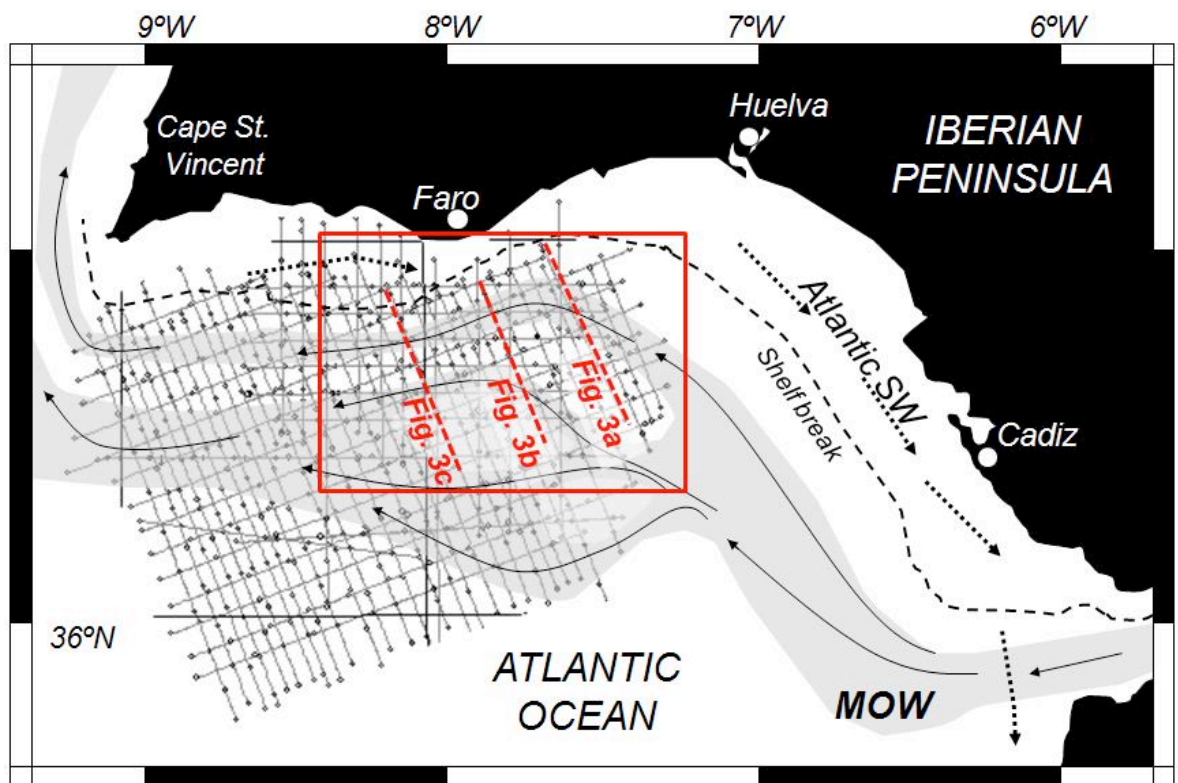 9ºW
8ºW
7ºW
6ºW
Huelva
Cape St.
Vincent
IBERIAN
PENINSULA
Faro
Atlantic SW
Shelf break
Fig. 3a
Fig. 3b
Fig. 3c
Cadiz
36ºN
ATLANTIC
OCEAN
MOW